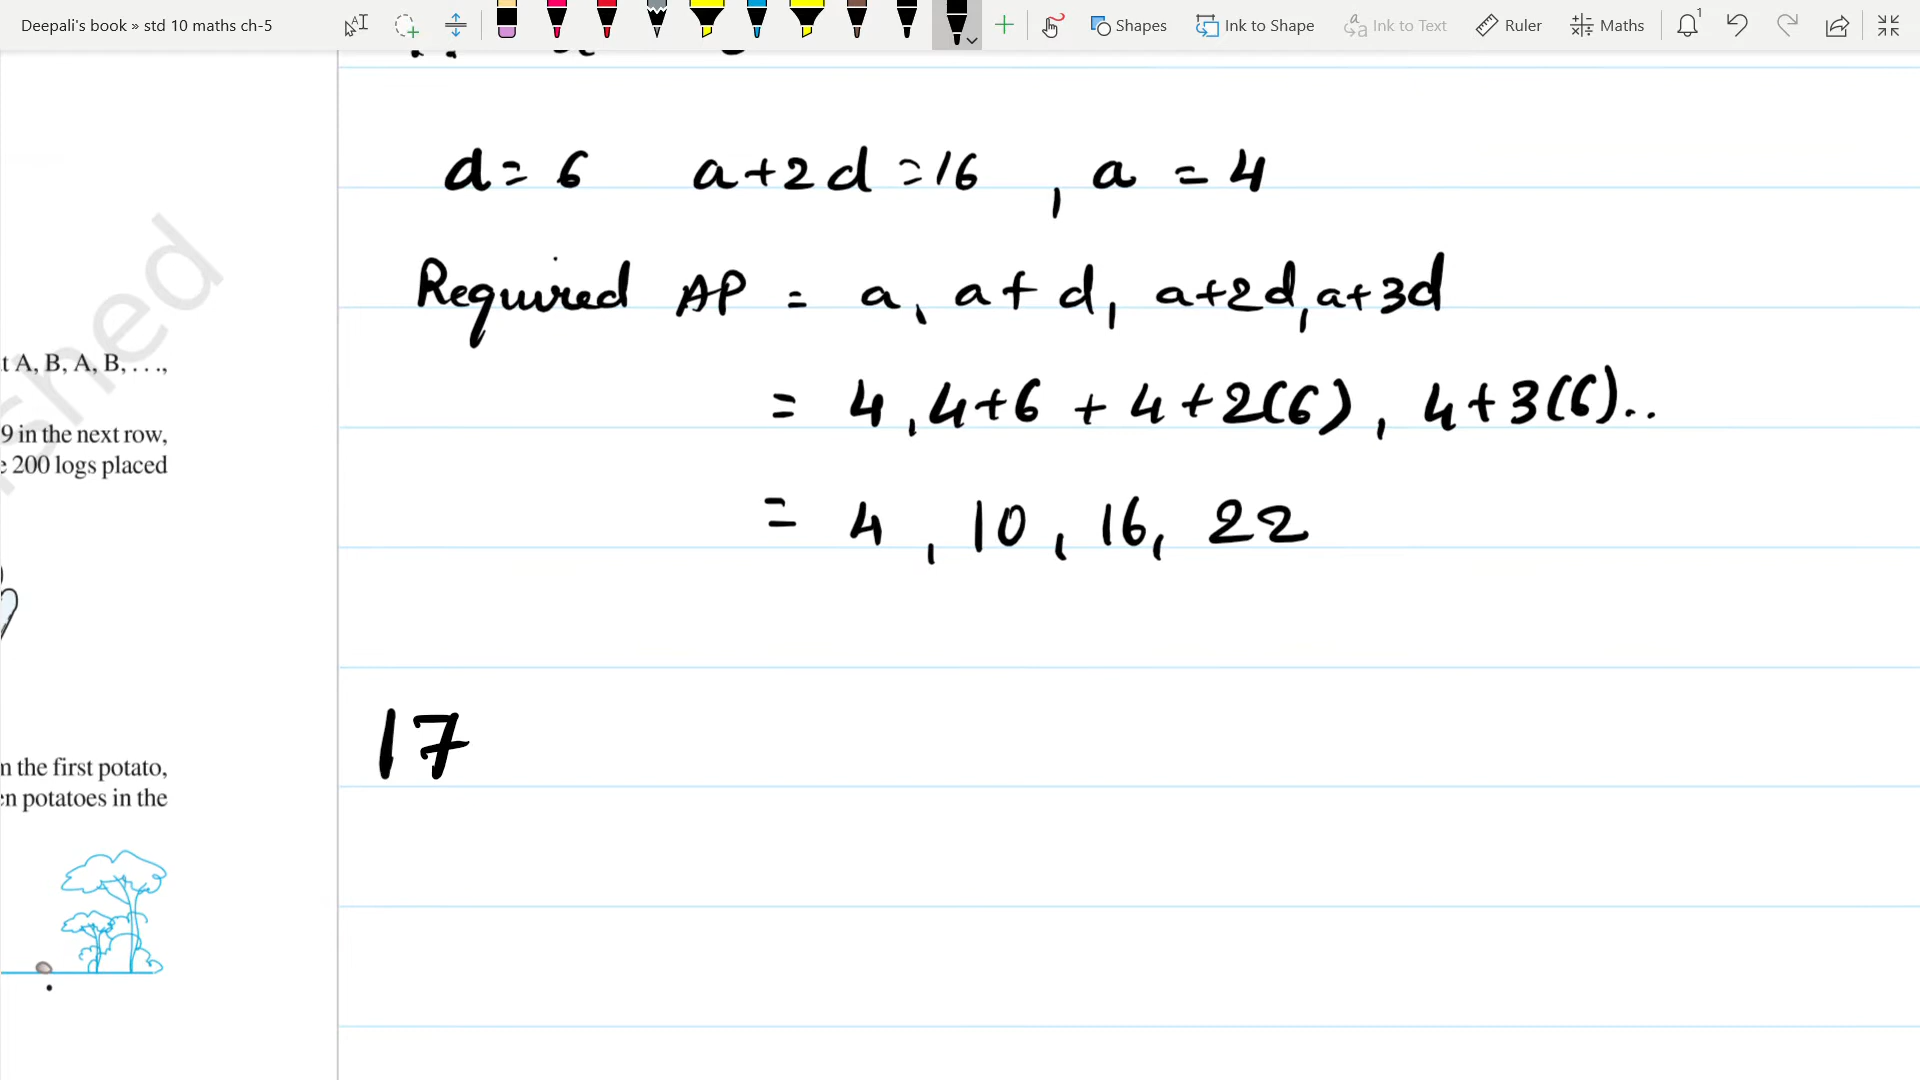 Deepali's book » std 10 maths ch-5
Shapes
Ink to Shape
Ink to Text
Ruler
Maths
1
d = 6 a+2d = 16 , a = 4
Required AP = a, a+d, a+2d, a+3d
= 4, 4+6 + 4+2(6), 4+3(6)..
= 4, 10, 16, 22
17
shed
t A, B, A, B, . . .,
9 in the next row,
200 logs placed
the first potato,
potatoes in the